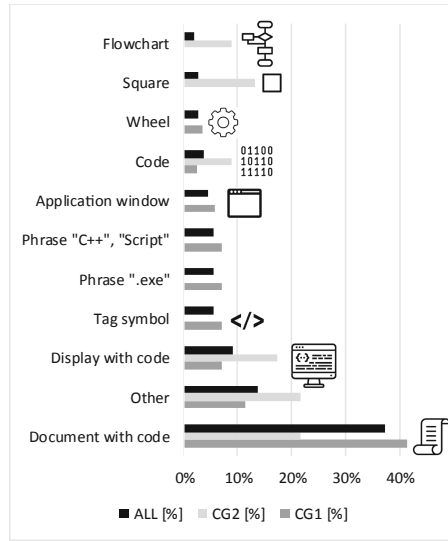 Flowchart
Square
Wheel
Code
01100
10110
11110
Application window
Phrase "C++", "Script"
Phrase ".exe"
Tag symbol
</>
Display with code
Other
Document with code
0% 10% 20% 30% 40%
ALL [%] CG2 [%] CG1 [%]